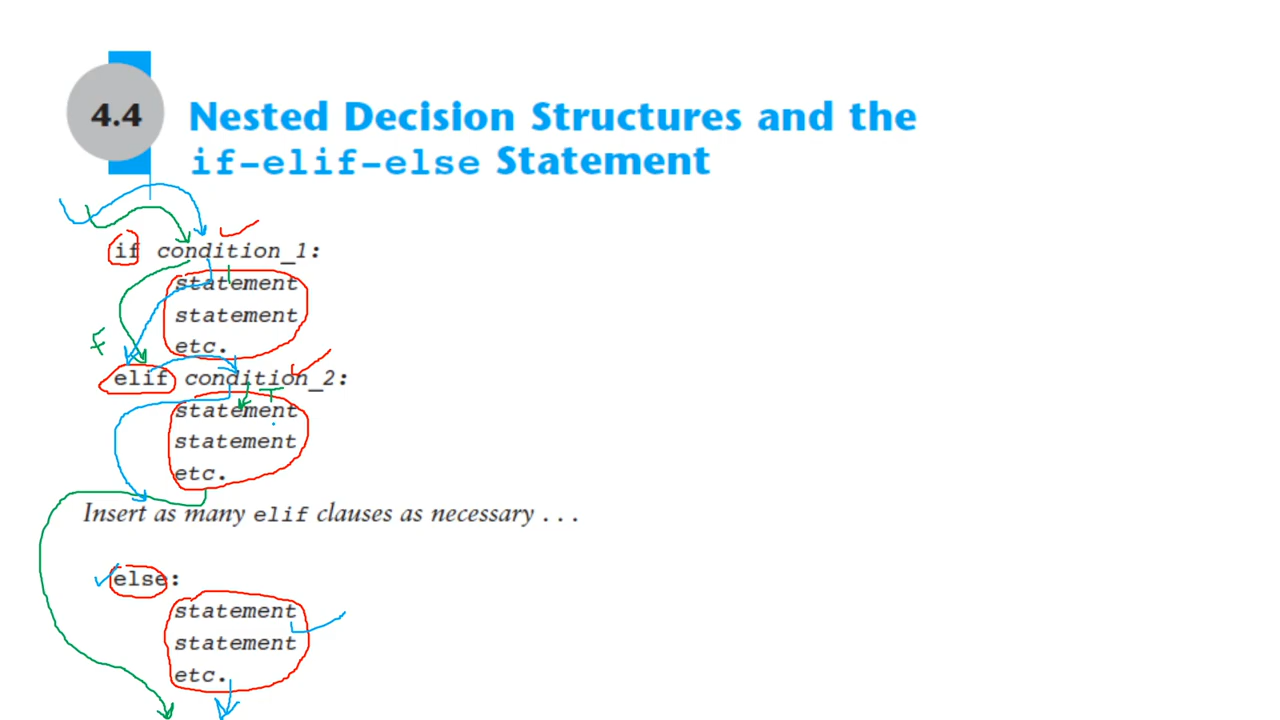 4.4
Nested Decision Structures and the
if-elif-else Statement
if condition_1:
statement
statement
etc.
F
elif condition_2:
T
statement
statement
etc.
Insert as many elif clauses as necessary . . .
else:
statement
statement
etc.